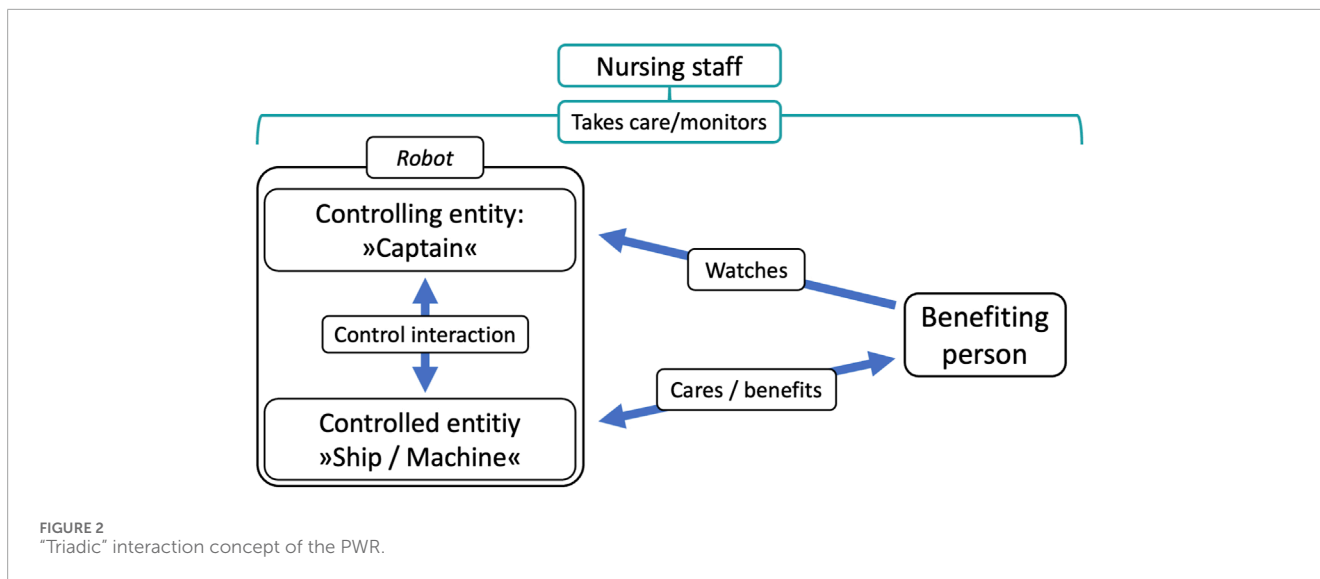 Nursing staff
Takes care/monitors
Robot
Controlling entity:
»Captain«
Watches
Control interaction
Benefiting
person
Cares / benefits
Controlled entitiy
»Ship / Machine«
FIGURE 2
"Triadic" interaction concept of the PWR.